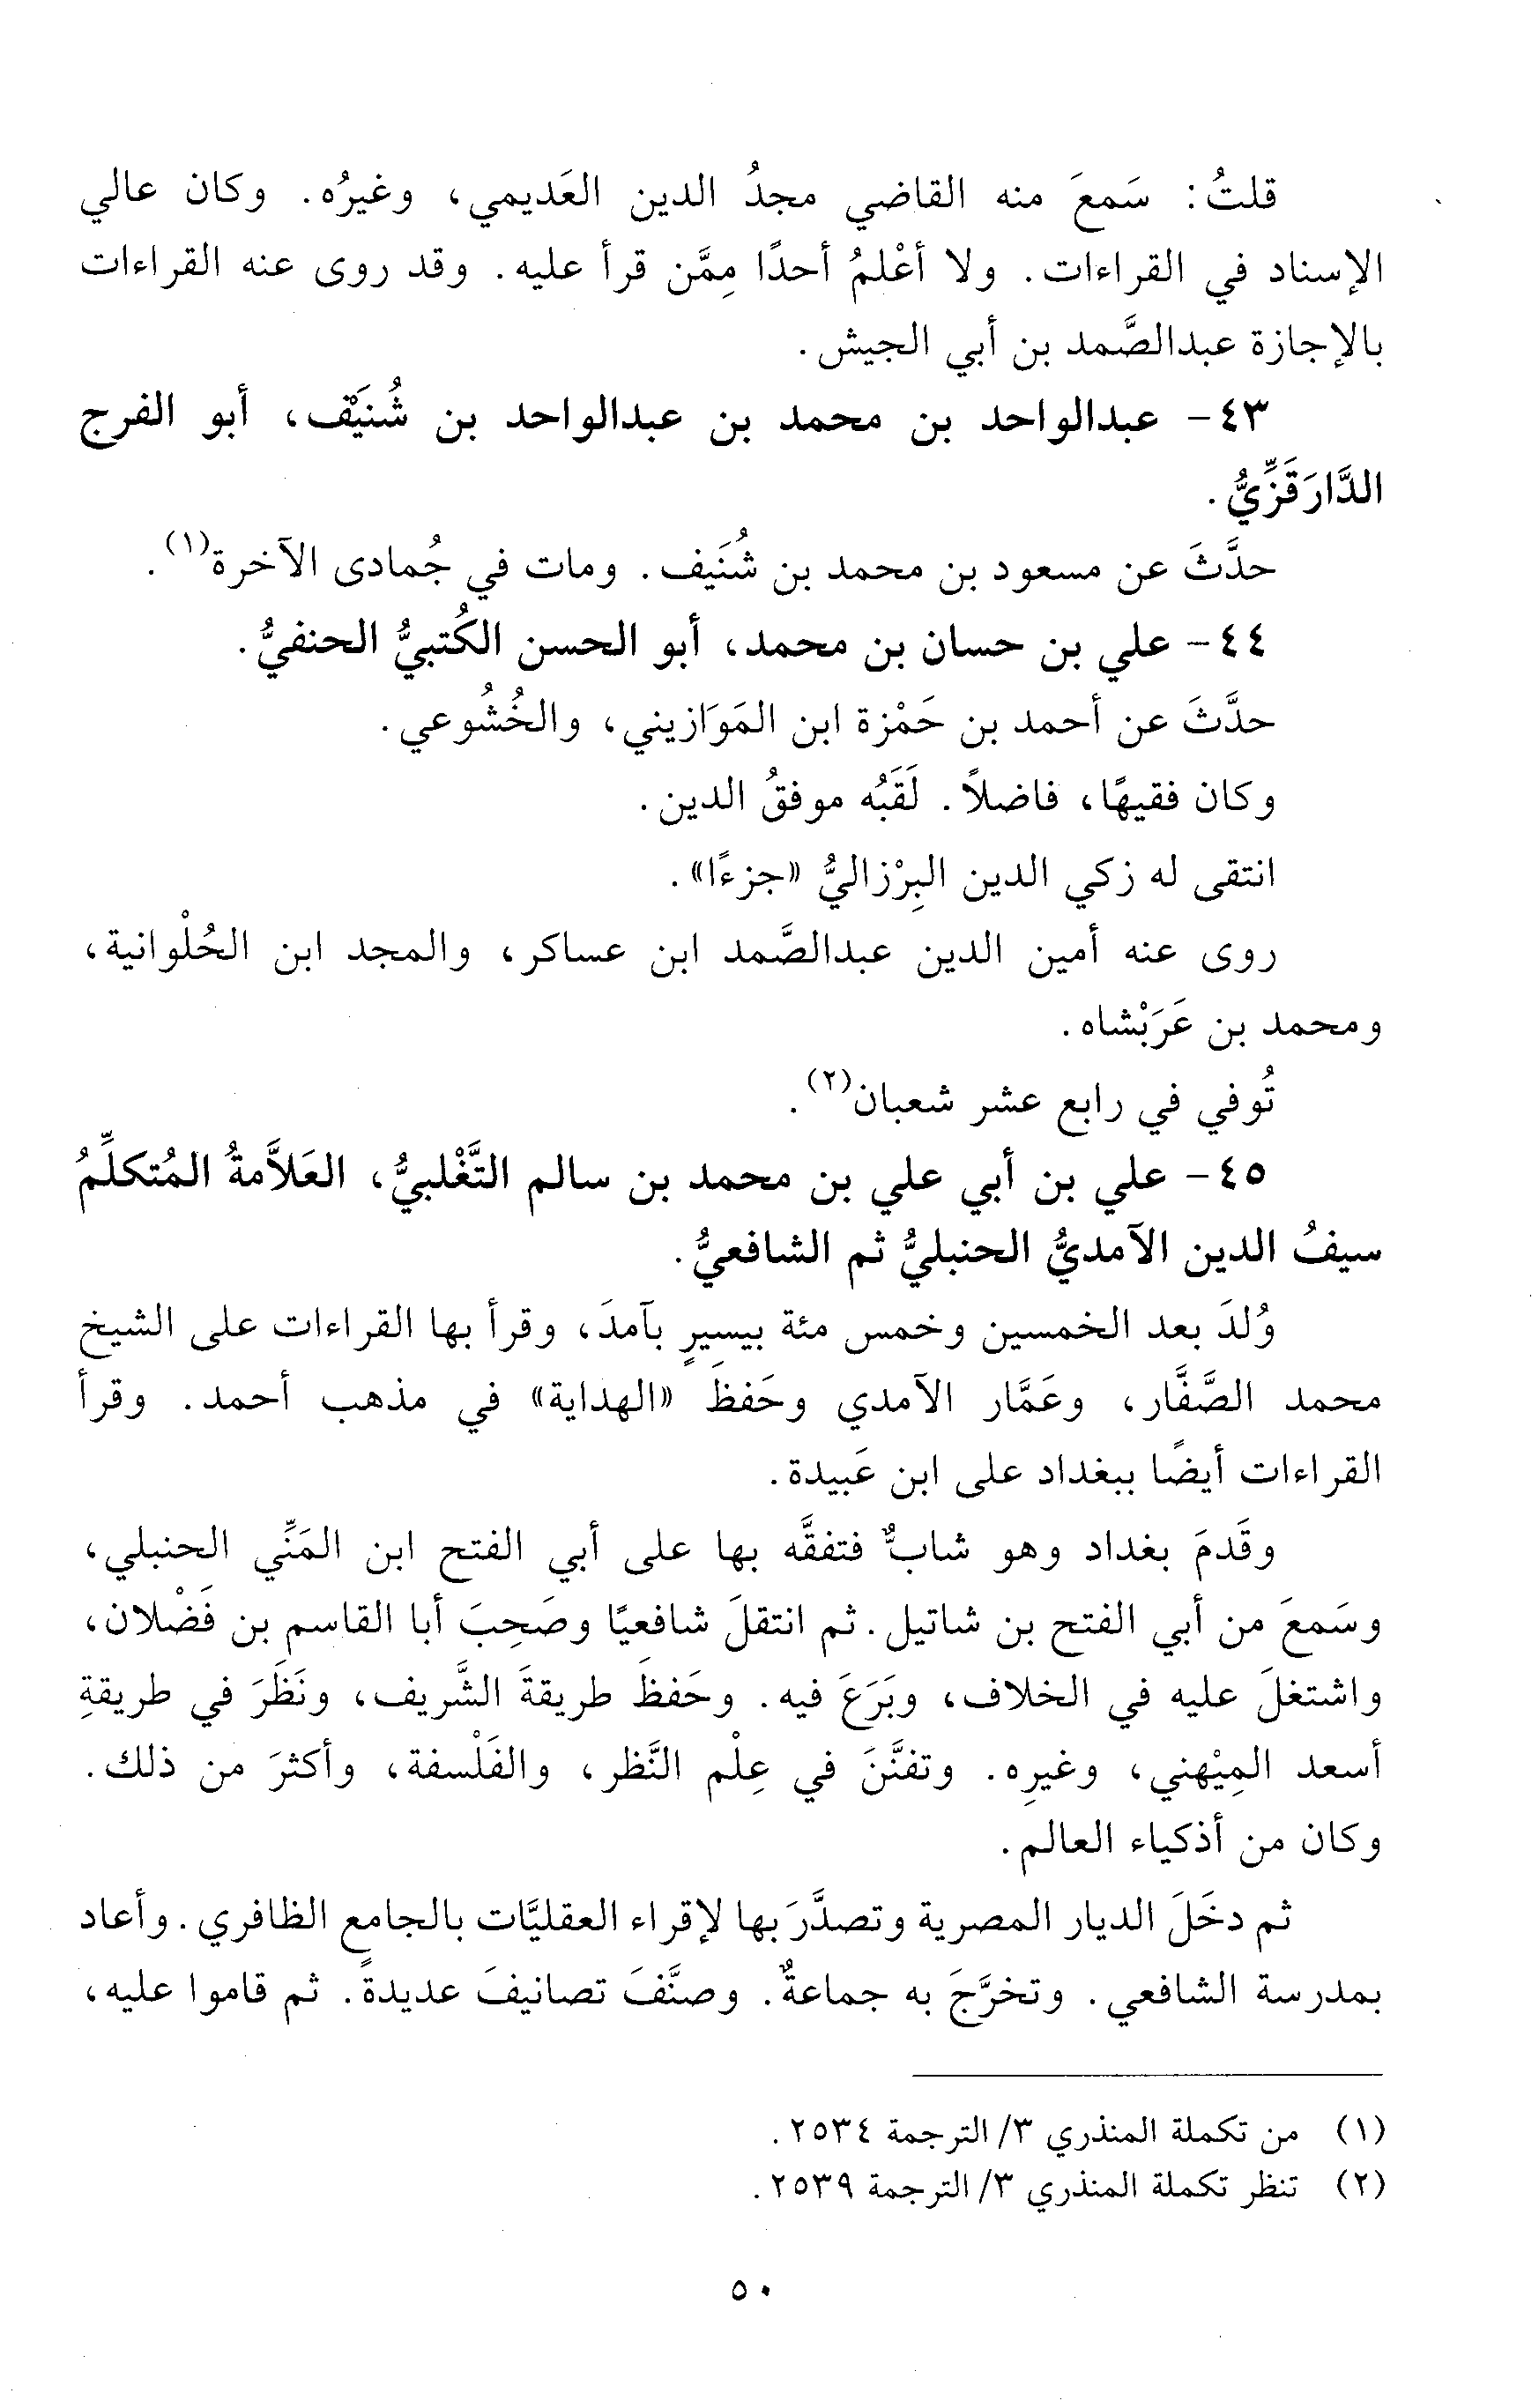 قلتُ: سَمعَ منه القاضي مجدُ الدين العَديمي، وغيرُه. وكان عالي
الإسناد في القراءات. ولا أعْلمُ أحدًا مِمَّن قرأ عليه. وقد روى عنه القراءات
بالإجازة عبدالصَّمد بن أبي الجيش.
٤٣- عبدالواحد بن محمد بن عبدالواحد بن شُنَيْف، أبو الفرج
الدَّارَقَزِّيُّ.
حدَّثَ عن مسعود بن محمد بن شُنَيف. ومات في جُمادى الآخرة(١).
٤٤- علي بن حسان بن محمد، أبو الحسن الكُتبيُّ الحنفيُّ.
حدَّثَ عن أحمد بن حَمْزة ابن المَوَازيني، والخُشُوعي.
وكان فقيهًا، فاضلاً. لَقَبُه موفقُ الدين.
انتقى له زكي الدين البِرْزاليُّ «جزءًا».
روى عنه أمين الدين عبدالصَّمد ابن عساكر، والمجد ابن الحُلْوانية،
ومحمد بن عَرَبْشاه.
تُوفي في رابع عشر شعبان(٢).
٤٥- علي بن أبي علي بن محمد بن سالم التَّغْلبيُّ، العَلاَّمةُ المُتكلِّمُ
سيفُ الدين الآمديُّ الحنبليُّ ثم الشافعيُّ.
وُلدَ بعد الخمسين وخمس مئة بيسيرٍ بآمدَ، وقرأ بها القراءات على الشيخ
محمد الصَّفَّار، وعَمَّار الآمدي وحَفظَ «الهداية» في مذهب أحمد. وقرأ
القراءات أيضًا ببغداد على ابن عَبيدة.
وقَدمَ بغداد وهو شابٌّ فتفقَّه بها على أبي الفتح ابن المَنِّي الحنبلي،
وسَمعَ من أبي الفتح بن شاتيل. ثم انتقلَ شافعيًا وصَحِبَ أبا القاسم بن فَضْلان،
واشتغلَ عليه في الخلاف، وبَرَعَ فيه. وحَفظَ طريقةَ الشَّريف، ونَظَرَ في طريقةِ
أسعد المِيْهني، وغيرِه. وتفنَّنَ في عِلْم النَّظر، والفَلْسفة، وأكثرَ من ذلك.
وكان من أذكياء العالم.
ثم دخَلَ الديار المصرية وتصدَّرَ بها لإقراء العقليَّات بالجامع الظافري. وأعاد
بمدرسة الشافعي. وتخرَّجَ به جماعةٌ. وصنَّفَ تصانيفَ عديدةً. ثم قاموا عليه،
(١) من تكملة المنذري ٣/ الترجمة ٢٥٣٤.
(٢) تنظر تكملة المنذري ٣/ الترجمة ٢٥٣٩.
٥٠